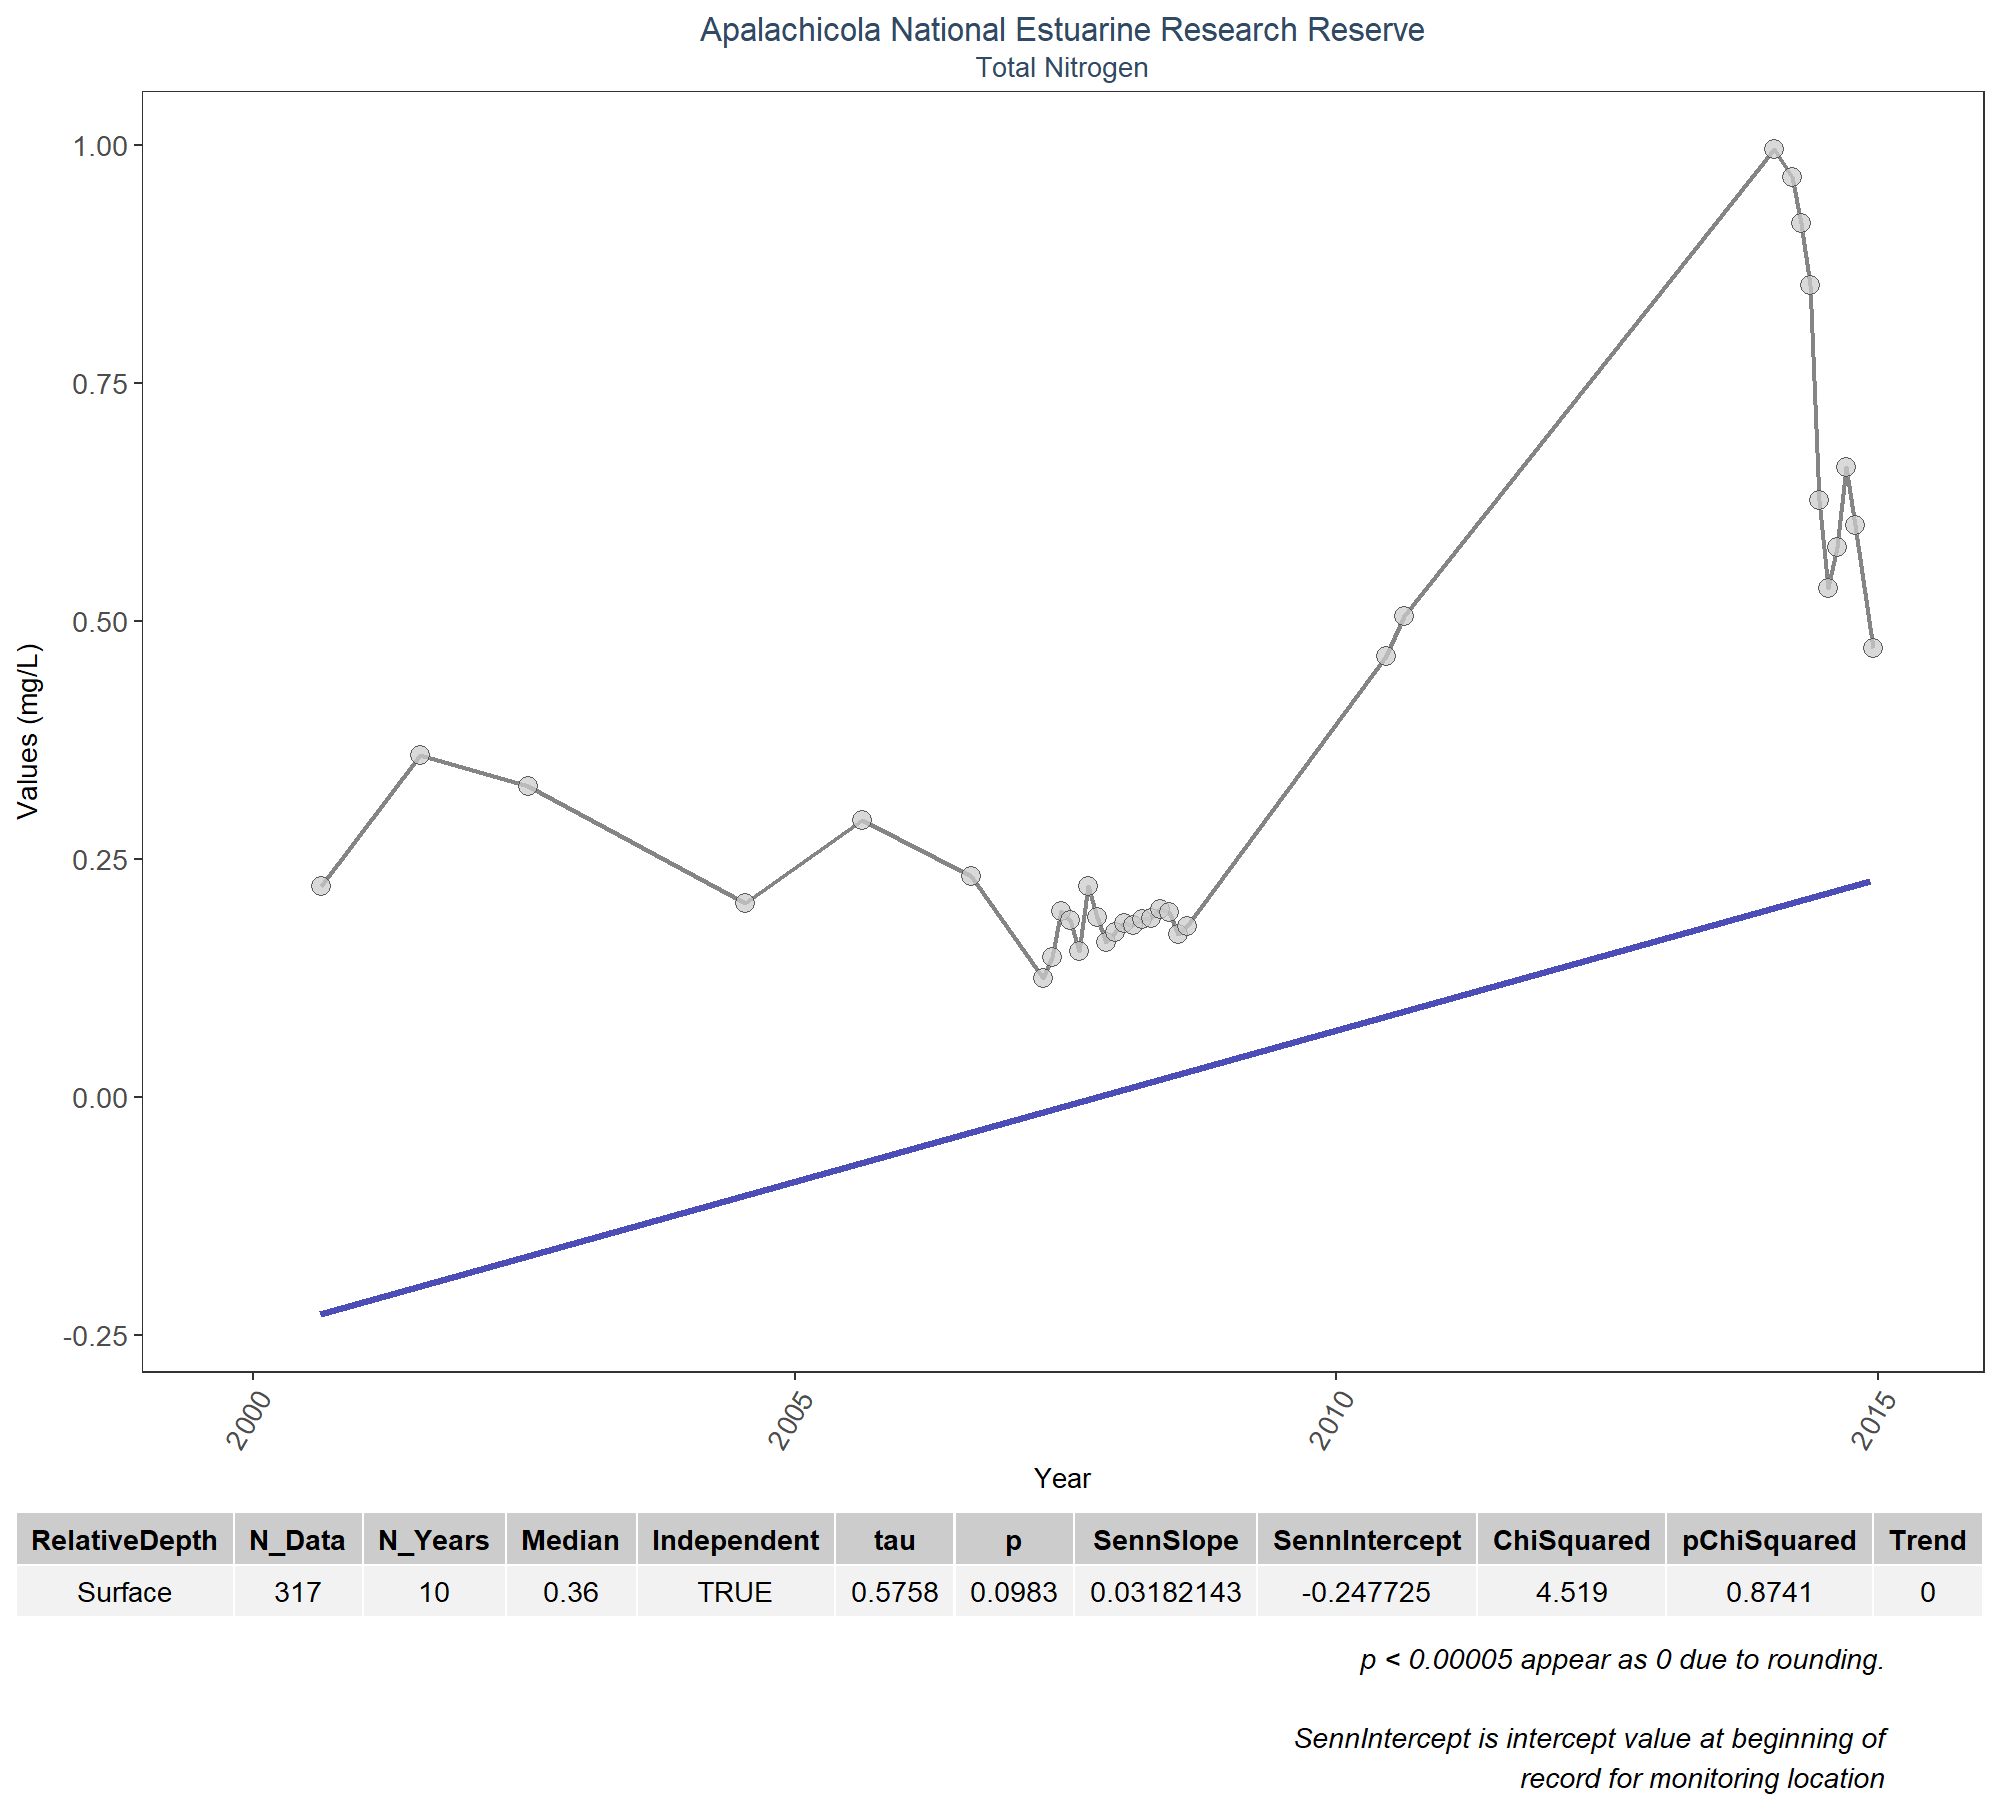 Apalachicola National Estuarine Research Reserve
Total Nitrogen
Values (mg/L)
1.00
0.75
0.50
0.25
0.00
-0.25
2000 2005 2010 2015
Year
RelativeDepth N_Data N_Years Median Independent tau p SennSlope SennIntercept ChiSquared pChiSquared Trend
Surface 317 10 0.36 TRUE 0.5758 0.0983 0.03182143 -0.247725 4.519 0.8741 0
p < 0.00005 appear as 0 due to rounding.
SennIntercept is intercept value at beginning of
record for monitoring location